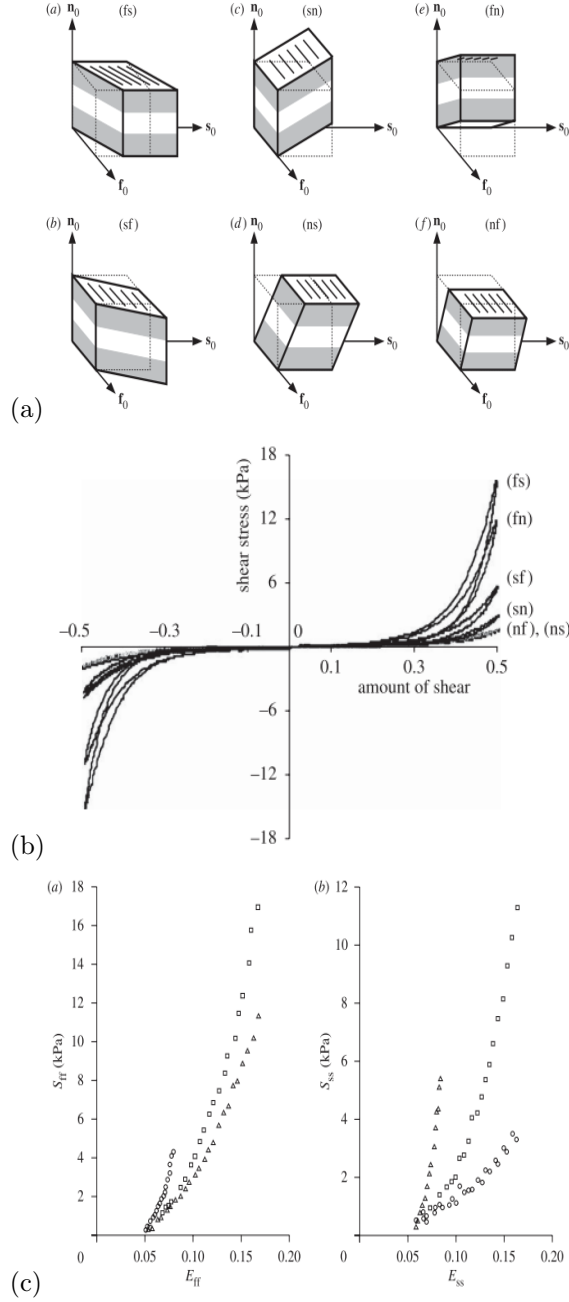 (a) (fs)
n0
s0
f0
(c) (sn)
n0
s0
f0
(e) (fn)
n0
s0
f0
(b) (sf)
n0
s0
f0
(d) (ns)
n0
s0
f0
(f) (nf)
n0
s0
f0
(a)
18
12
6
shear stress (kPa)
(fs)
(fn)
(sf)
(sn)
(nf), (ns)
−0.5 −0.3 −0.1 0
0.1 0.3 0.5
amount of shear
−6
−12
−18
(b)
(a)
18
16
14
12
10
8
6
4
2
0 0.05 0.10 0.15 0.20
Sff (kPa)
Eff
(b)
12
10
8
6
4
2
0 0.05 0.10 0.15 0.20
Sss (kPa)
Ess
(c)